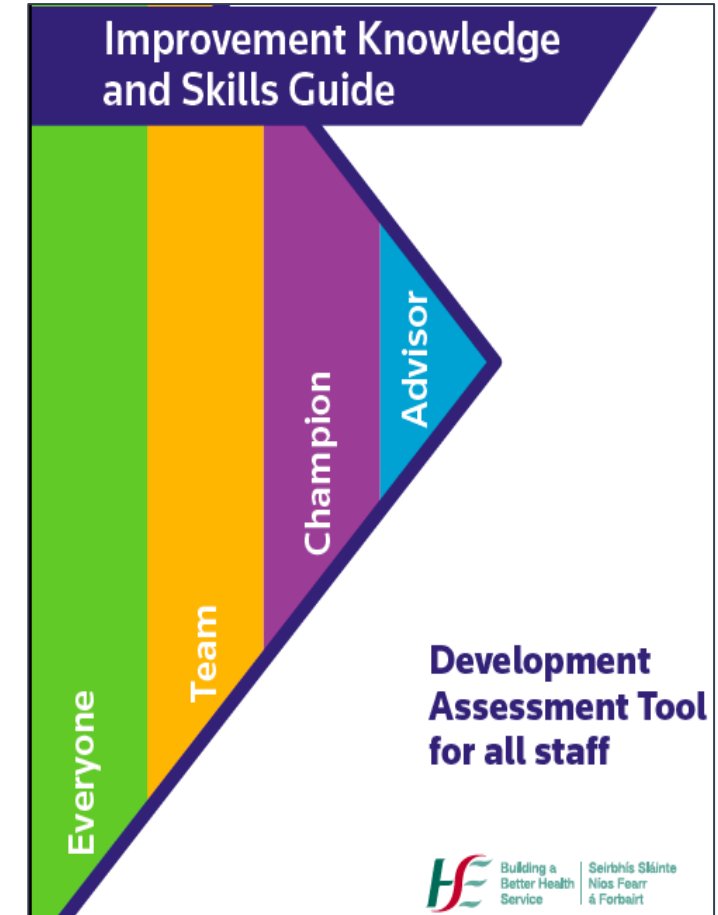 Improvement Knowledge
and Skills Guide
Everyone
Team
Champion
Advisor
Development
Assessment Tool
for all staff
HE
Building a
Better Health
Service
Seirbhís Sláinte
Níos Fearr
á Forbairt